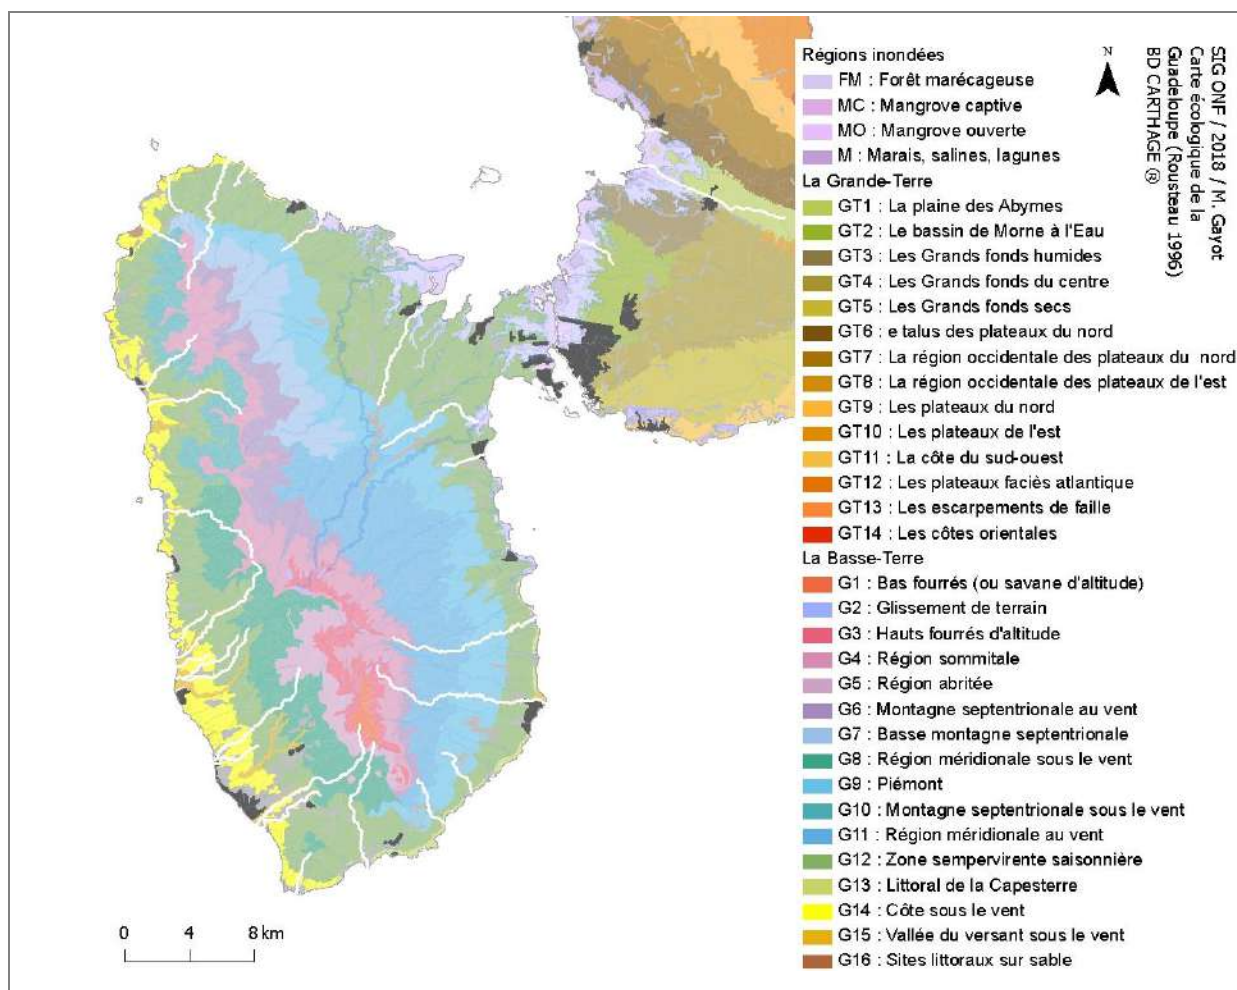 Régions inondées
FM : Forêt marécageuse
MC : Mangrove captive
MO : Mangrove ouverte
M : Marais, salines, lagunes
La Grande-Terre
GT1 : La plaine des Abymes
GT2 : Le bassin de Morne à l'Eau
GT3 : Les Grands fonds humides
GT4 : Les Grands fonds du centre
GT5 : Les Grands fonds secs
GT6 : e talus des plateaux du nord
GT7 : La région occidentale des plateaux du nord
GT8 : La région occidentale des plateaux de l'est
GT9 : Les plateaux du nord
GT10 : Les plateaux de l'est
GT11 : La côte du sud-ouest
GT12 : Les plateaux faciès atlantique
GT13 : Les escarpements de faille
GT14 : Les côtes orientales
La Basse-Terre
G1 : Bas fourrés (ou savane d'altitude)
G2 : Glissement de terrain
G3 : Hauts fourrés d'altitude
G4 : Région sommitale
G5 : Région abritée
G6 : Montagne septentrionale au vent
G7 : Basse montagne septentrionale
G8 : Région méridionale sous le vent
G9 : Piémont
G10 : Montagne septentrionale sous le vent
G11 : Région méridionale au vent
G12 : Zone sempervirente saisonnière
G13 : Littoral de la Capesterre
G14 : Côte sous le vent
G15 : Vallée du versant sous le vent
G16 : Sites littoraux sur sable
N
SIG ONF / 2018 / M. Gayot
Carte écologique de la
Guadeloupe (Rousteau 1996)
BD CARTHAGE ®
0 4 8 km